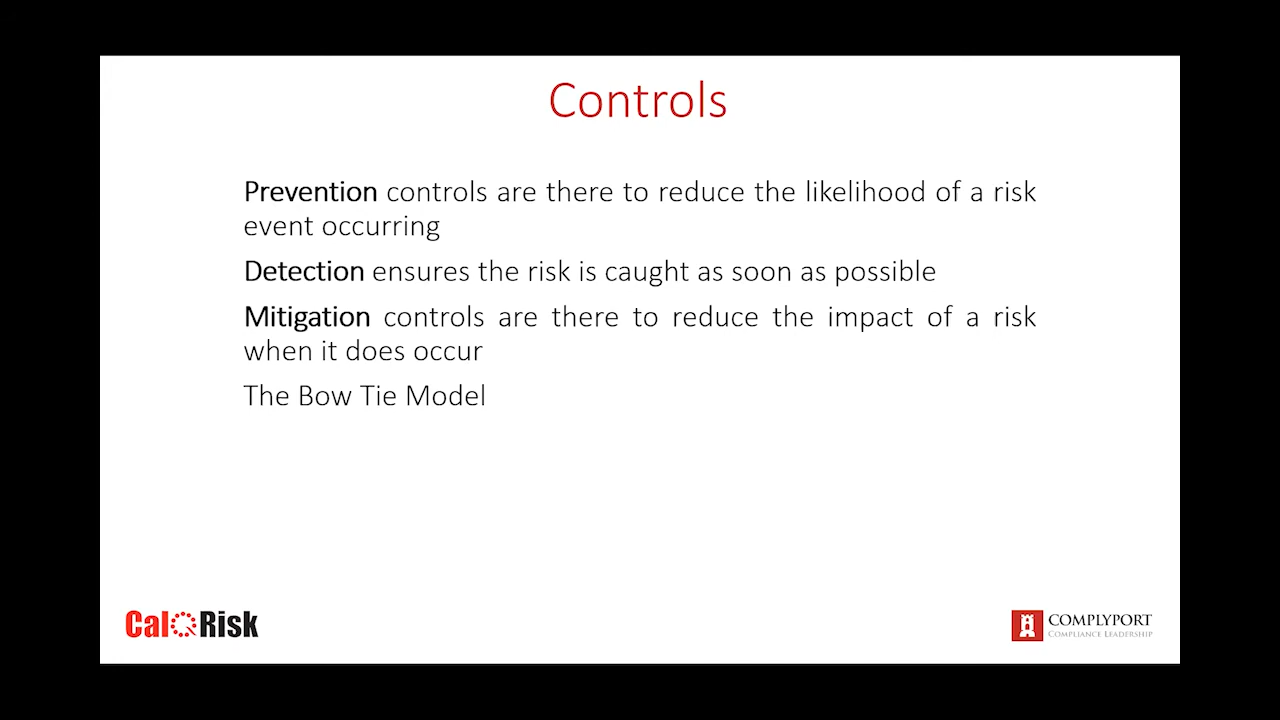 Controls
Prevention controls are there to reduce the likelihood of a risk
event occurring
Detection ensures the risk is caught as soon as possible
Mitigation controls are there to reduce the impact of a risk
when it does occur
The Bow Tie Model
CalQRisk
COMPLYPORT
COMPLIANCE LEADERSHIP